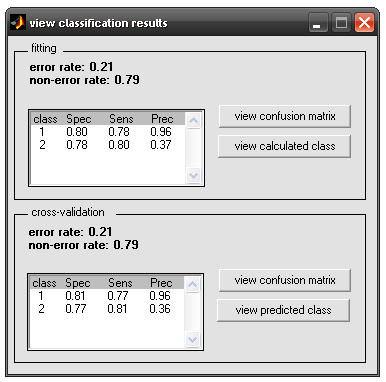 view classification results
fitting
error rate: 0.21
non-error rate: 0.79
class Spec Sens Prec
1 0.80 0.78 0.96
2 0.78 0.80 0.37
view confusion matrix
view calculated class
cross-validation
error rate: 0.21
non-error rate: 0.79
class Spec Sens Prec
1 0.81 0.77 0.96
2 0.77 0.81 0.36
view confusion matrix
view predicted class